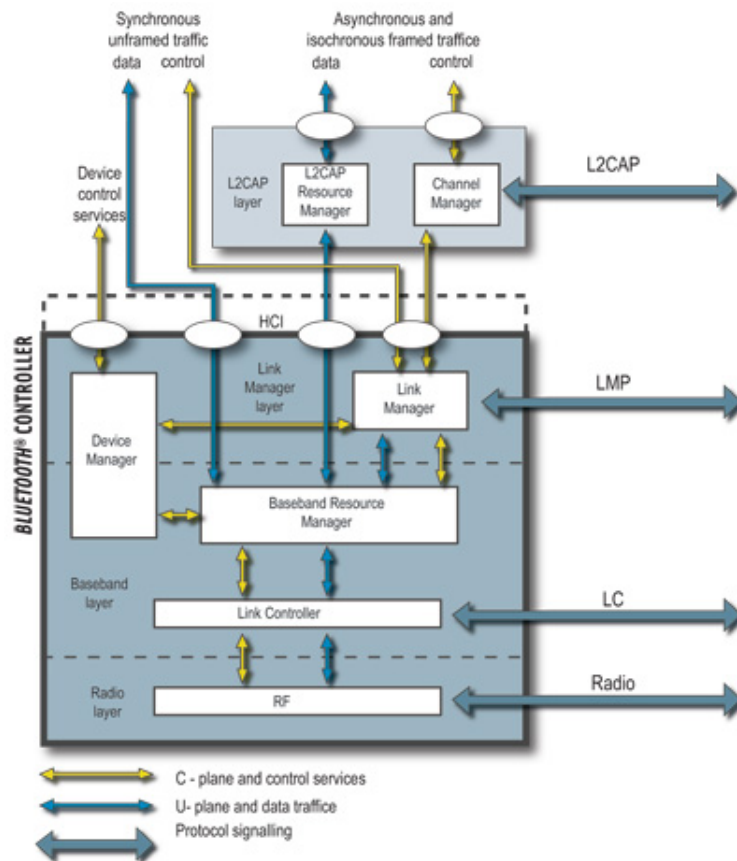 Synchronous
unframed traffic
data
control
Asynchronous and
isochronous framed traffice
data
control
Device
control
services
L2CAP
layer
L2CAP
Resource
Manager
Channel
Manager
L2CAP
HCI
BLUETOOTH® CONTROLLER
Link
Manager
layer
Link
Manager
LMP
Device
Manager
Baseband Resource
Manager
Baseband
layer
Link Controller
LC
Radio
layer
RF
Radio
C - plane and control services
U- plane and data traffice
Protocol signalling